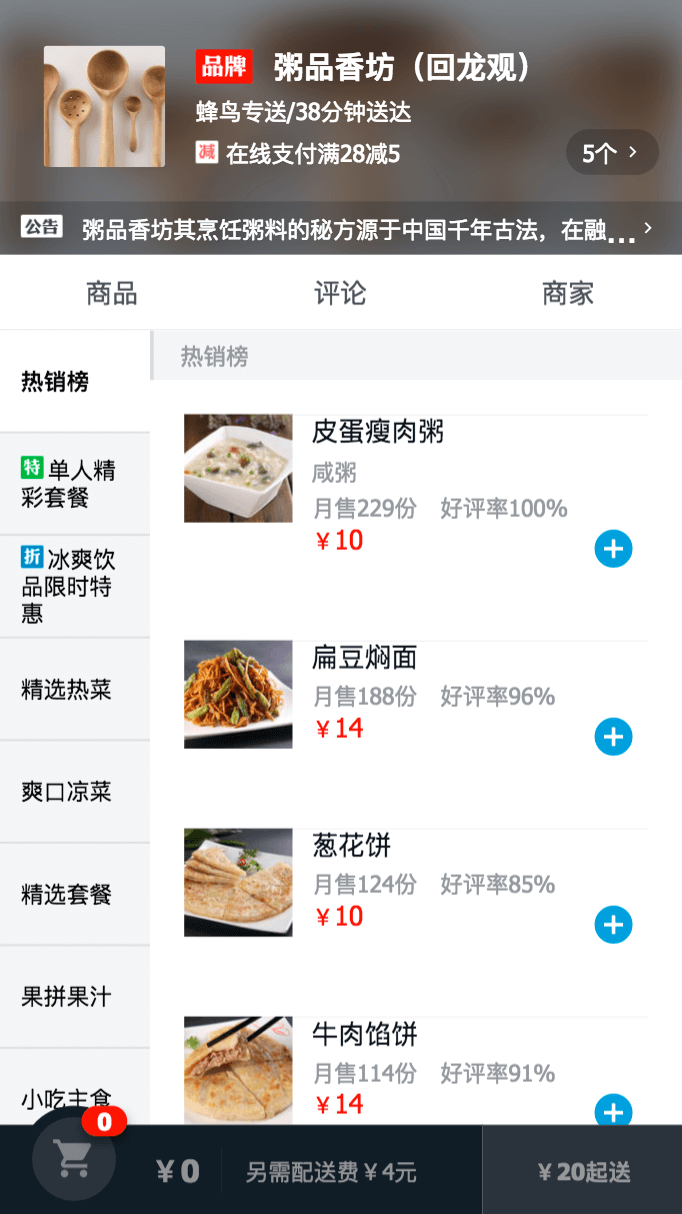 品牌 粥品香坊（回龙观）
蜂鸟专送/38分钟送达
减 在线支付满28减5
5个 >
公告 粥品香坊其烹饪粥料的秘方源于中国千年古法，在融... >
商品 评论 商家
热销榜
特 单人精
彩套餐
折 冰爽饮
品限时特
惠
精选热菜
爽口凉菜
精选套餐
果拼果汁
小吃主食
热销榜
皮蛋瘦肉粥
咸粥
月售229份 好评率100%
￥10
扁豆焖面
月售188份 好评率96%
￥14
葱花饼
月售124份 好评率85%
￥10
牛肉馅饼
月售114份 好评率91%
￥14
0
￥0 另需配送费￥4元 ￥20起送